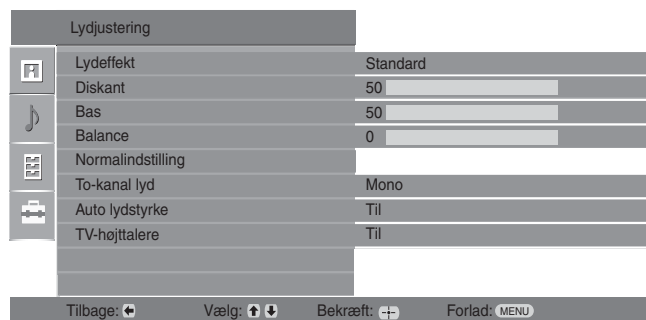 Lydjustering
Lydeffekt Standard
Diskant 50
Bas 50
Balance 0
Normalindstilling
To-kanal lyd Mono
Auto lydstyrke Til
TV-højttalere Til
Tilbage: Vælg: Bekræft: Forlad: MENU